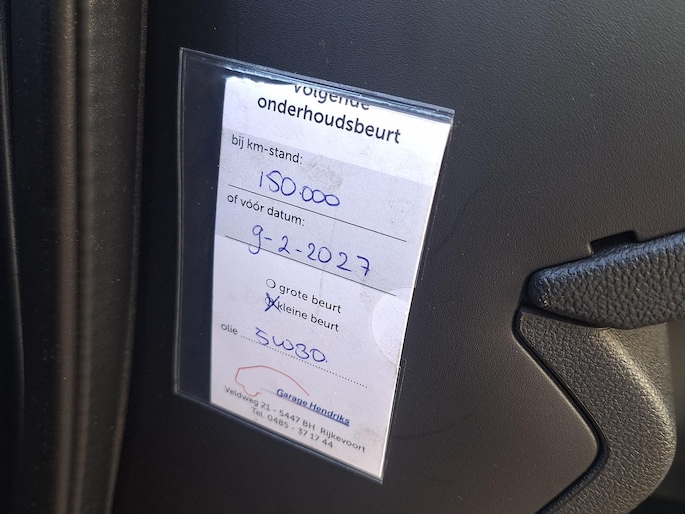 volgende
onderhoudsbeurt
bij km-stand:
150.000
of vóór datum:
9-2-2027
O grote beurt
O kleine beurt
olie 5W30
Garage Hendriks
Veldweg 21 - 5447 BH Rijkevoort
Tel. 0485 - 37 17 44